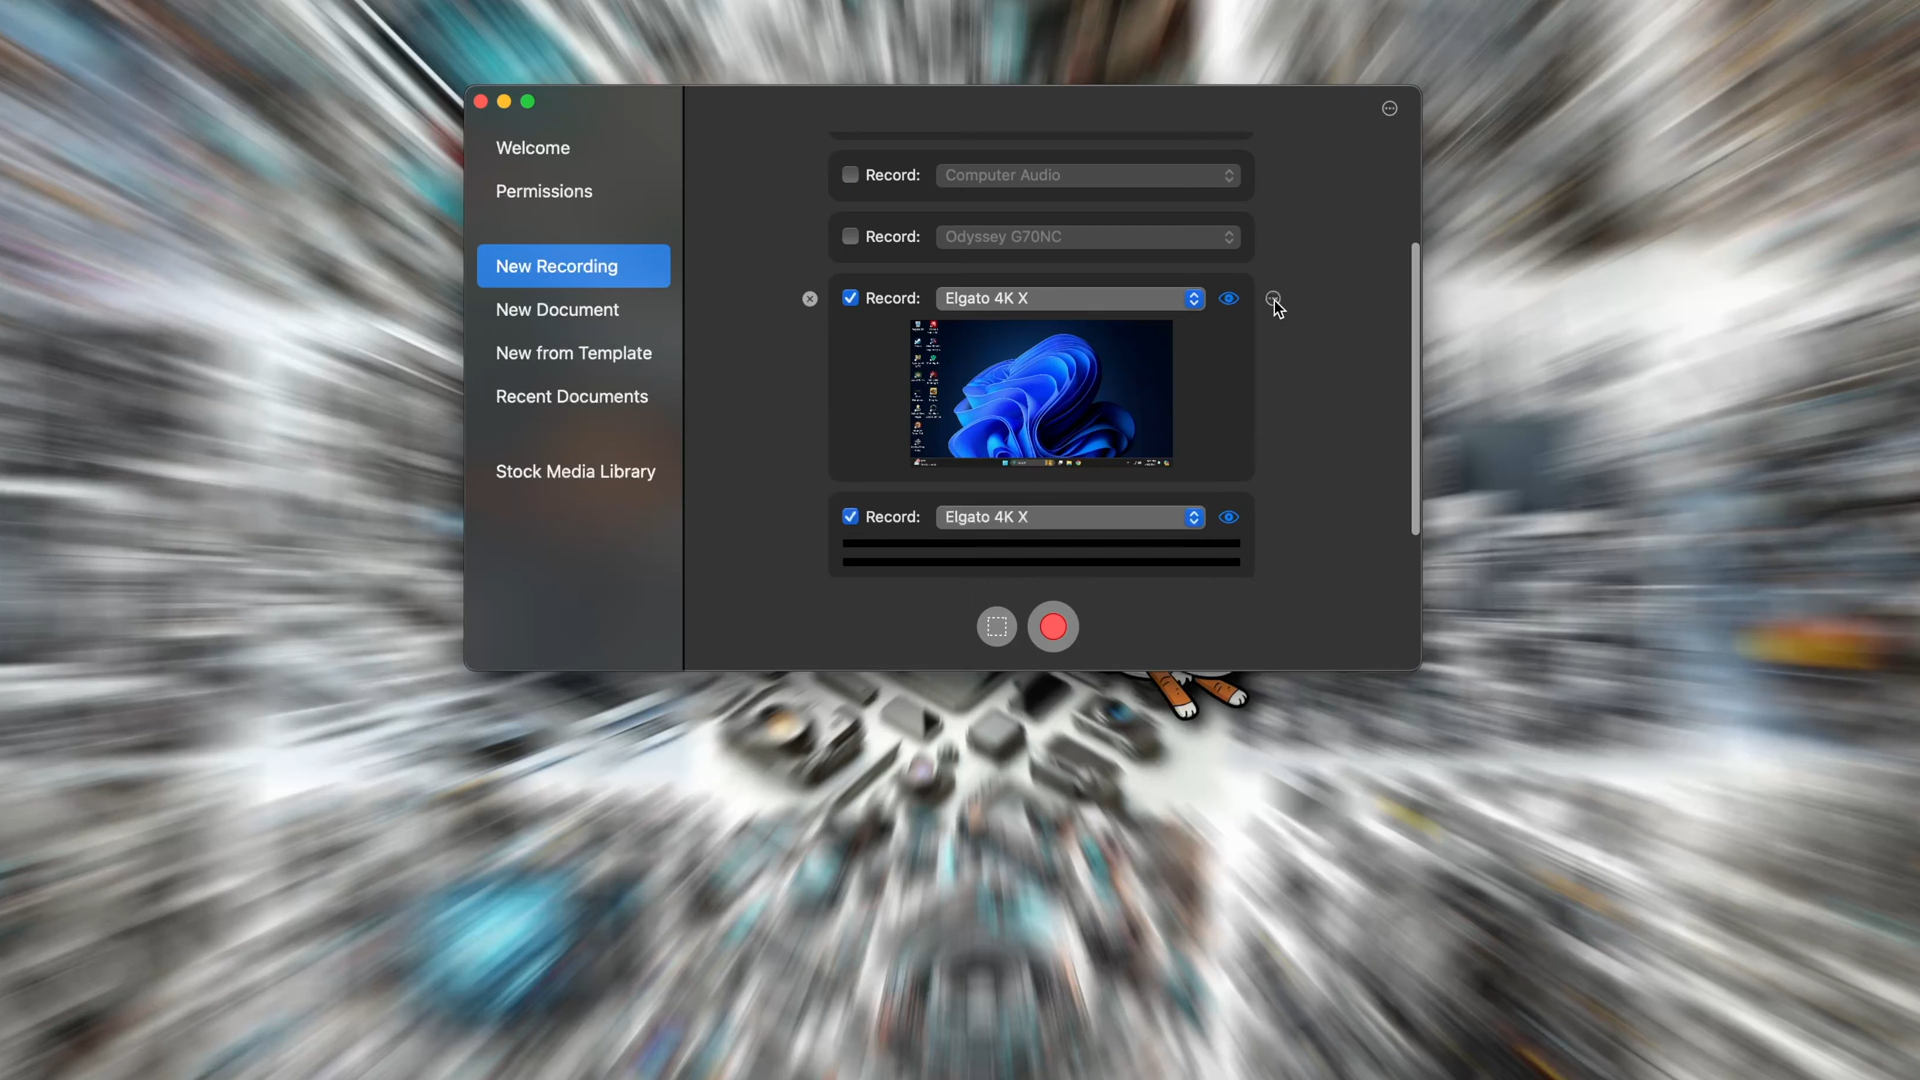 Welcome
Permissions
New Recording
New Document
New from Template
Recent Documents
Stock Media Library
Record: Computer Audio
Record: Odyssey G70NC
Record: Elgato 4K X
Record: Elgato 4K X